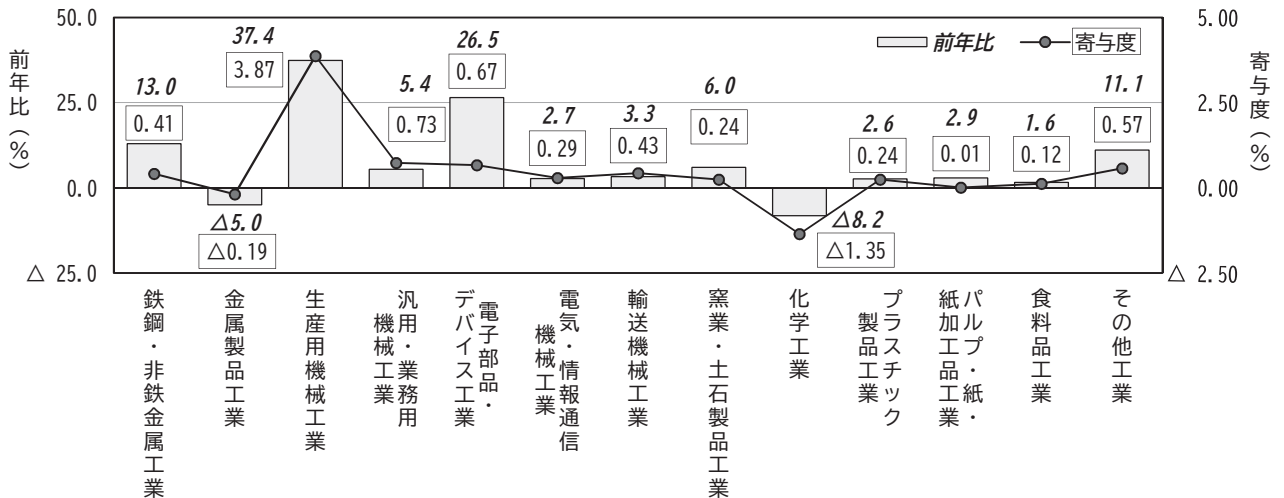 前年比（%）
50.0
25.0
0.0
△ 25.0
前年比
寄与度
13.0
0.41
△5.0
△0.19
37.4
3.87
5.4
0.73
26.5
0.67
2.7
0.29
3.3
0.43
6.0
0.24
△8.2
△1.35
2.6
0.24
2.9
0.01
1.6
0.12
11.1
0.57
5.00
2.50
0.00
△ 2.50
寄与度（%）
鉄鋼・非鉄金属工業
金属製品工業
生産用機械工業
汎用・業務用
機械工業
電子部品・
デバイス工業
電気・情報通信
機械工業
輸送機械工業
窯業・土石製品工業
化学工業
プラスチック
製品工業
パルプ・紙・
紙加工品工業
食料品工業
その他工業